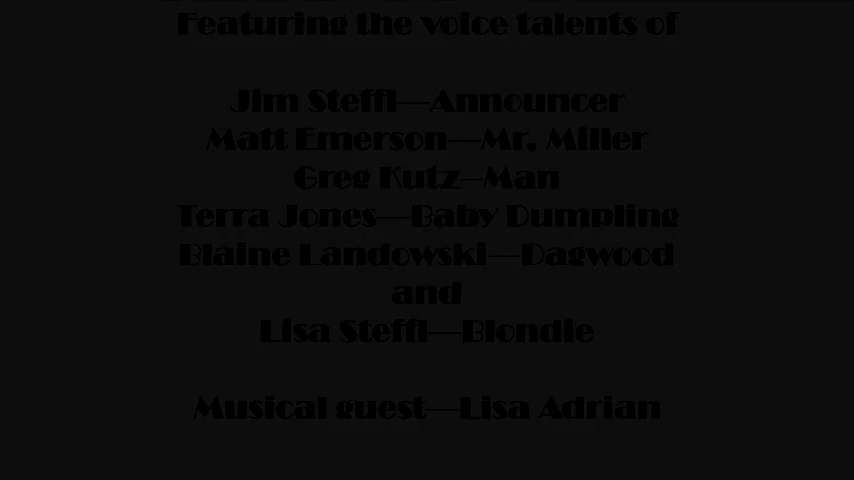 Featuring the voice talents of
Jim Steffl—Announcer
Matt Emerson—Mr. Miller
Greg Kutz—Man
Terra Jones—Baby Dumpling
Blaine Landowski—Dagwood
and
Lisa Steffl—Blondie
Musical guest—Lisa Adrian